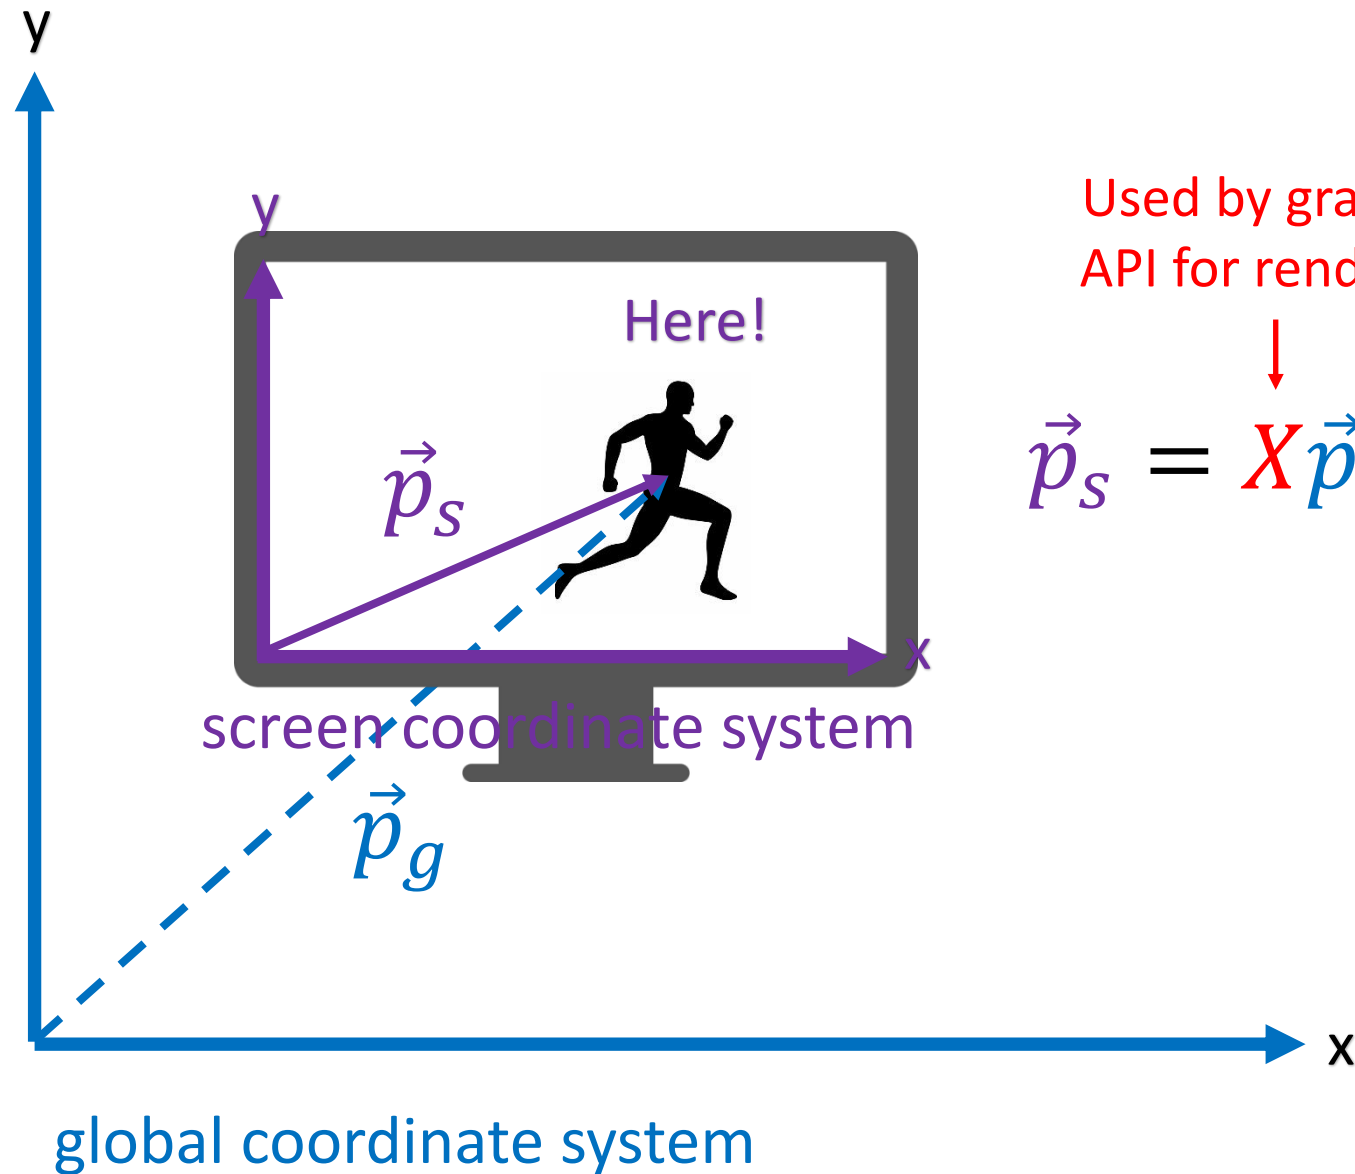 y
y
Used by gra
API for rend
Here!
p⃗ₛ
p⃗ₛ = Xp⃗
x
screen coordinate system
p⃗g
x
global coordinate system